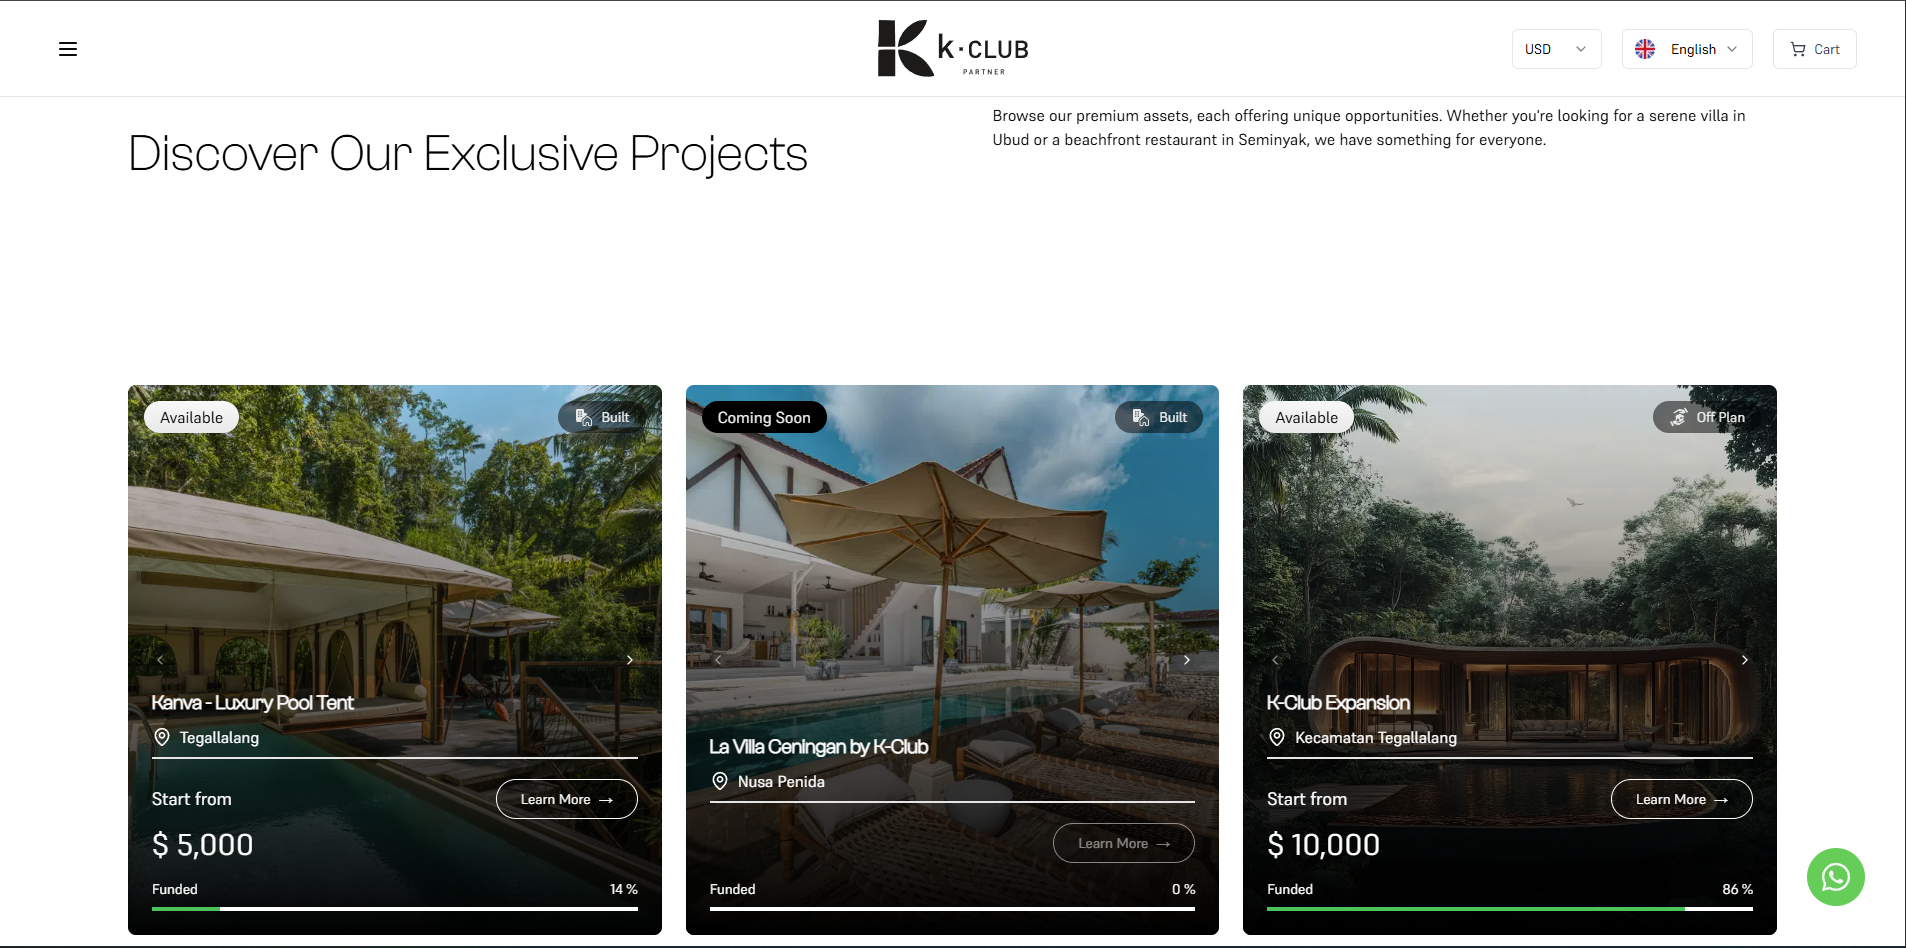 k·CLUB
PARTNER
USD
English
Cart
Discover Our Exclusive Projects
Browse our premium assets, each offering unique opportunities. Whether you're looking for a serene villa in
Ubud or a beachfront restaurant in Seminyak, we have something for everyone.
Available
Built
Kanva - Luxury Pool Tent
Tegallalang
Start from
Learn More →
$ 5,000
Funded
14 %
Coming Soon
Built
La Villa Ceningan by K-Club
Nusa Penida
Learn More →
Funded
0 %
Available
Off Plan
K-Club Expansion
Kecamatan Tegallalang
Start from
Learn More →
$ 10,000
Funded
86 %